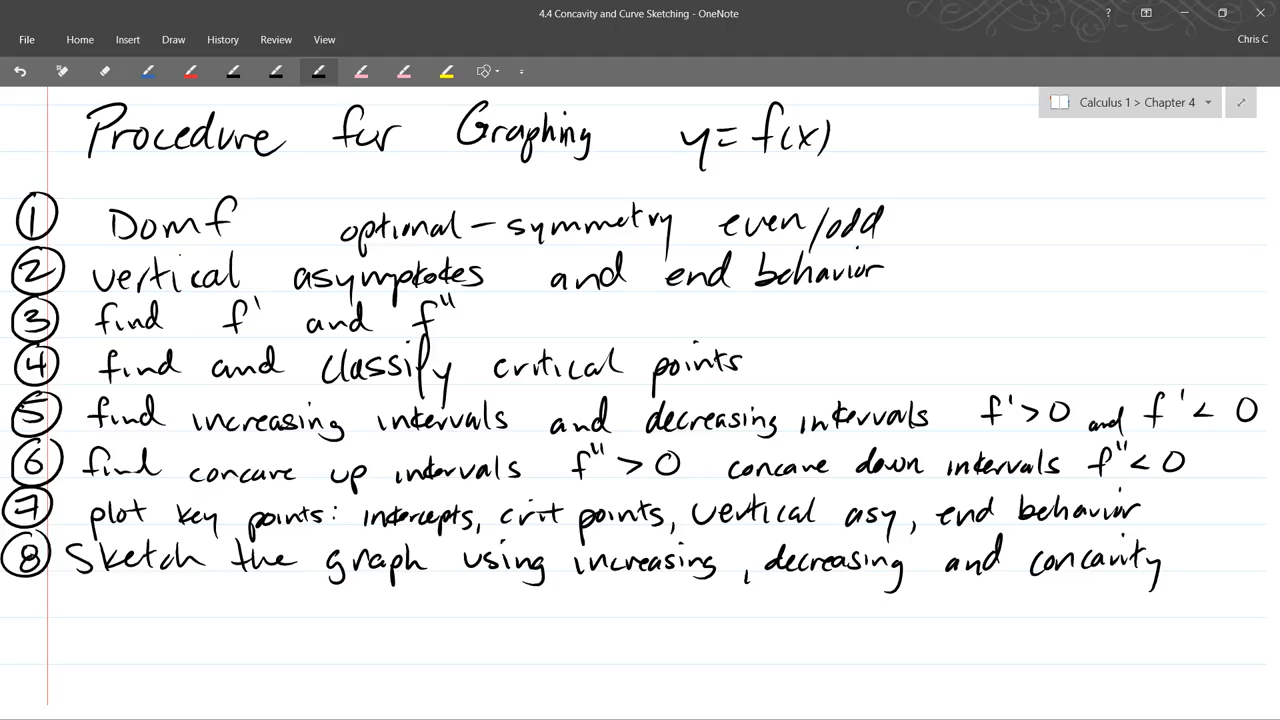 4.4 Concavity and Curve Sketching - OneNote
File Home Insert Draw History Review View
Chris C
Calculus 1 > Chapter 4
Procedure for Graphing y = f(x)
① Domf optional - symmetry even/odd
② vertical asymptotes and end behavior
③ find f' and f''
④ find and classify critical points
⑤ find increasing intervals and decreasing intervals f' > 0 and f' < 0
⑥ find concave up intervals f'' > 0 concave down intervals f'' < 0
⑦ plot key points: intercepts, crit points, vertical asy, end behavior
⑧ Sketch the graph using increasing, decreasing and concavity